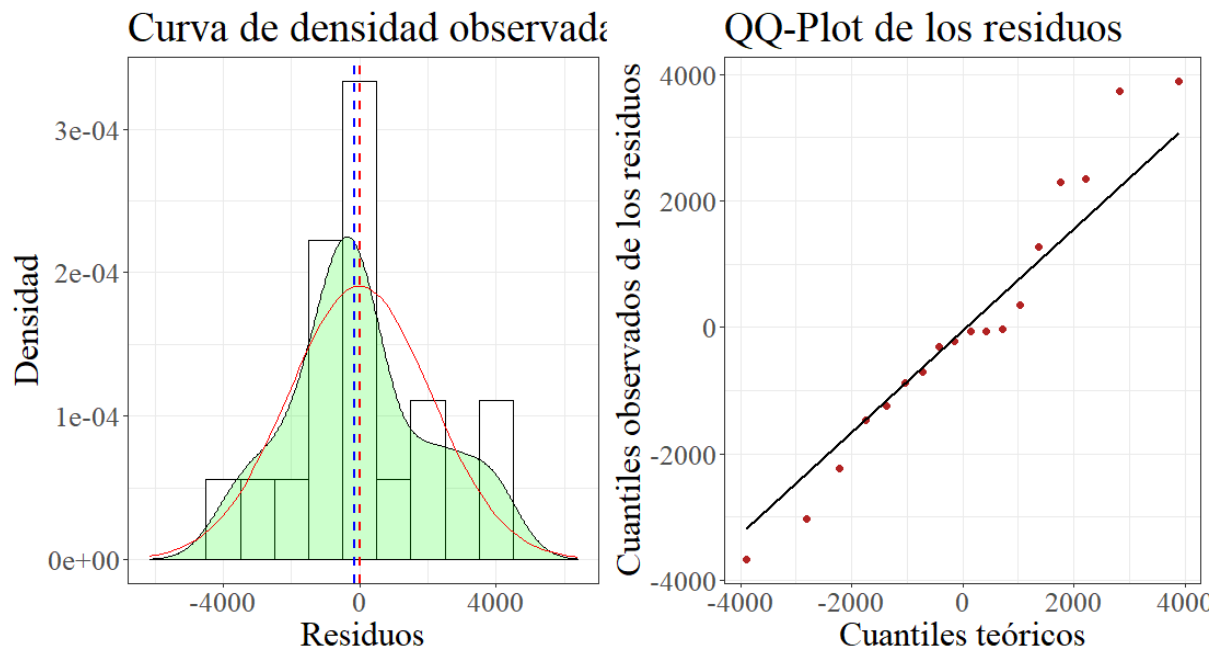 Curva de densidad observada
3e-04
2e-04
1e-04
0e+00
Densidad
-4000
0
4000
Residuos
QQ-Plot de los residuos
4000
2000
0
-2000
-4000
Cuantiles observados de los residuos
-4000
-2000
0
2000
4000
Cuantiles teóricos